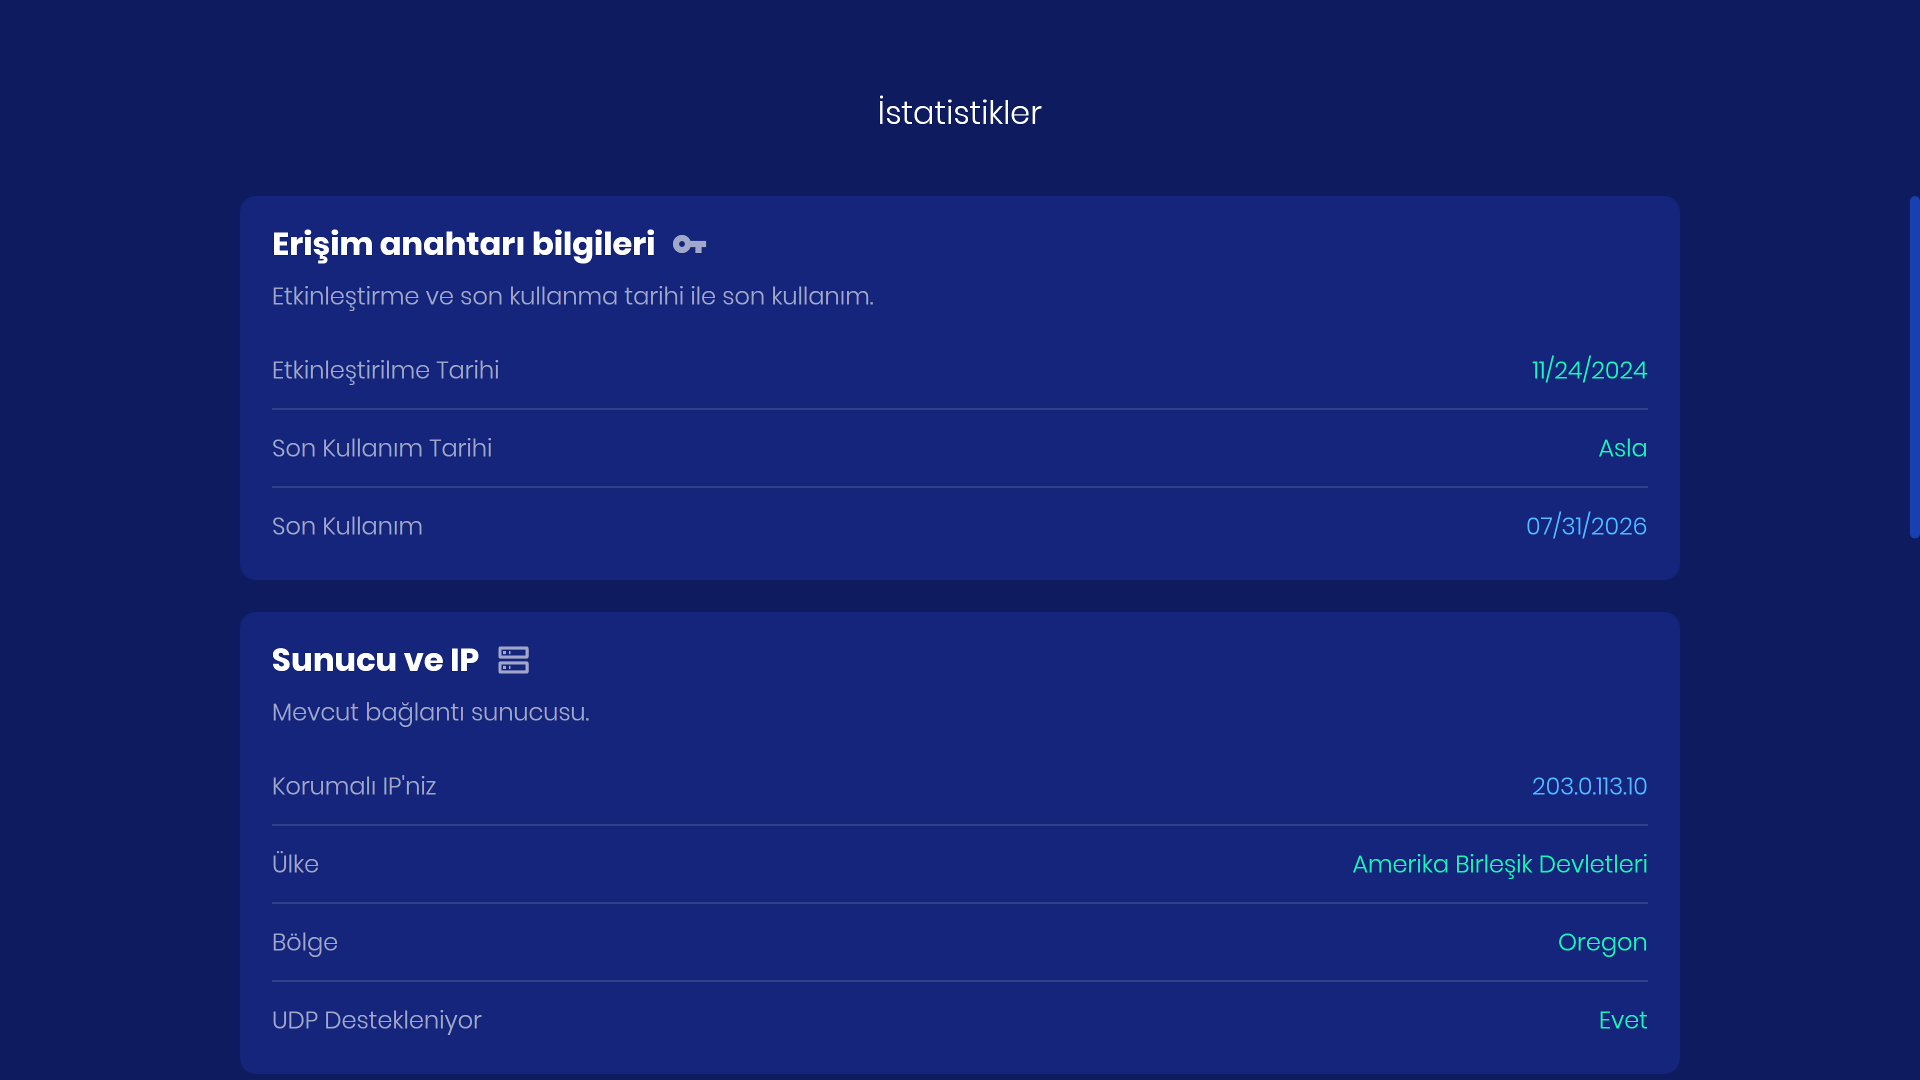 İstatistikler
Erişim anahtarı bilgileri
Etkinleştirme ve son kullanma tarihi ile son kullanım.
Etkinleştirilme Tarihi 11/24/2024
Son Kullanım Tarihi Asla
Son Kullanım 07/31/2026
Sunucu ve IP
Mevcut bağlantı sunucusu.
Korumalı IP'niz 203.0.113.10
Ülke Amerika Birleşik Devletleri
Bölge Oregon
UDP Destekleniyor Evet